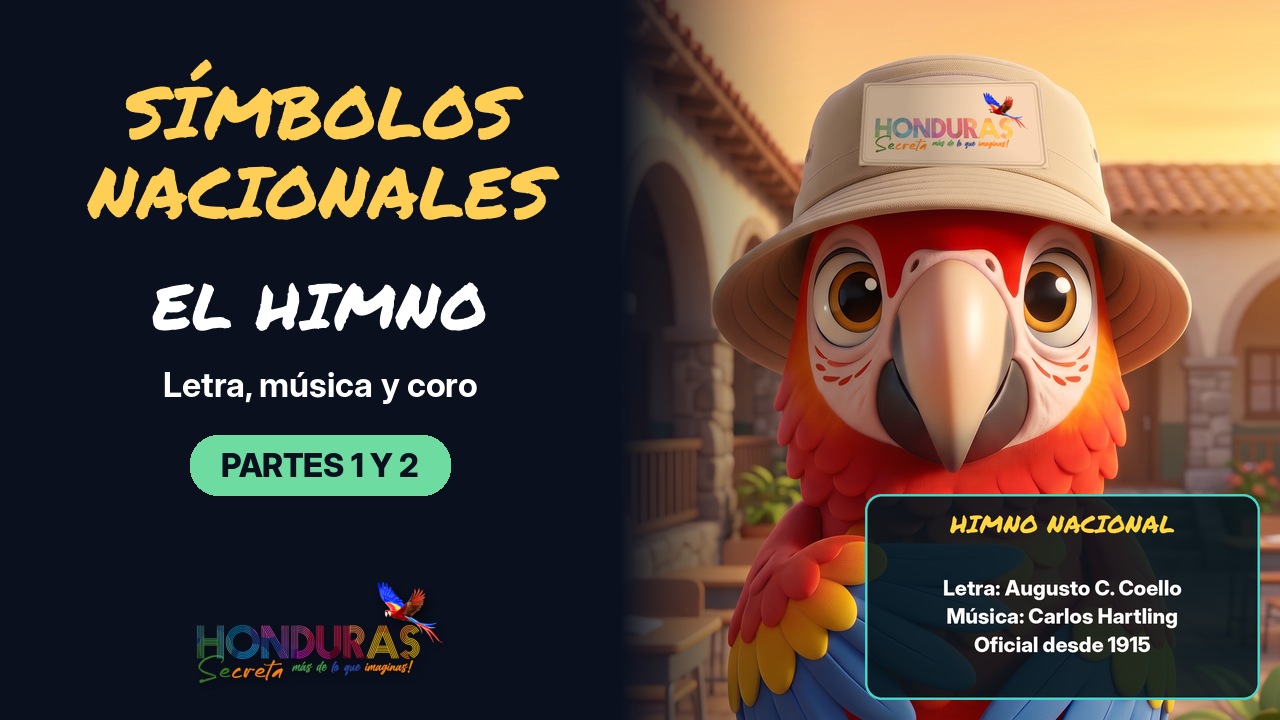 SÍMBOLOS
NACIONALES
EL HIMNO
Letra, música y coro
PARTES 1 Y 2
HONDURAS
Secreta más de lo que imaginas!
HONDURAS
Secreta más de lo que imaginas!
HIMNO NACIONAL
Letra: Augusto C. Coello
Música: Carlos Hartling
Oficial desde 1915